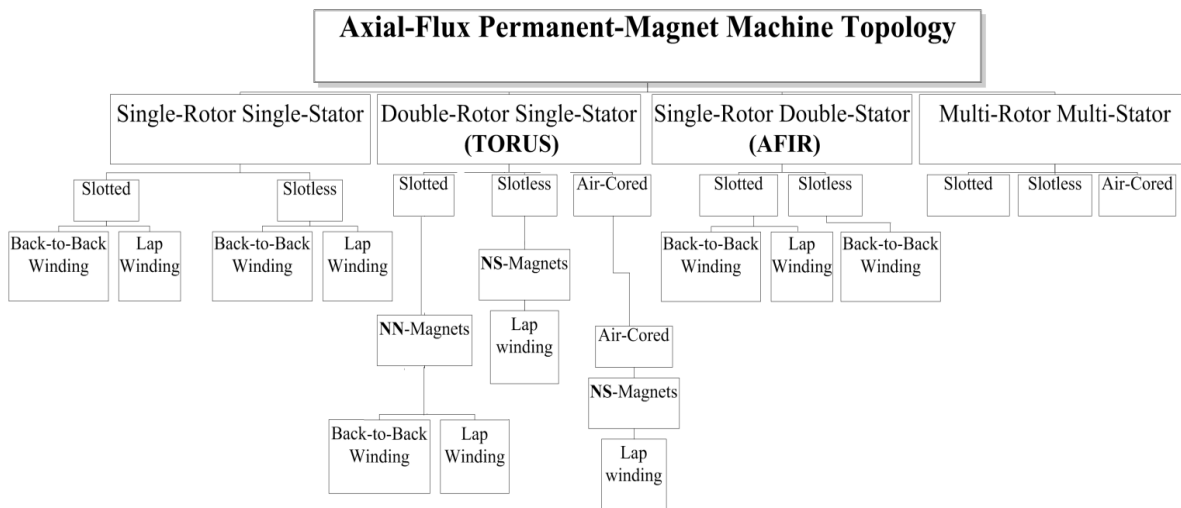 Axial-Flux Permanent-Magnet Machine Topology
Single-Rotor Single-Stator
Double-Rotor Single-Stator
(TORUS)
Single-Rotor Double-Stator
(AFIR)
Multi-Rotor Multi-Stator
Slotted
Slotless
Slotted
Slotless
Air-Cored
Slotted
Slotless
Slotted
Slotless
Air-Cored
Back-to-Back
Winding
Lap
Winding
Back-to-Back
Winding
Lap
Winding
NS-Magnets
Back-to-Back
Winding
Lap
Winding
Back-to-Back
Winding
NN-Magnets
Lap
winding
Air-Cored
NS-Magnets
Back-to-Back
Winding
Lap
Winding
Lap
winding